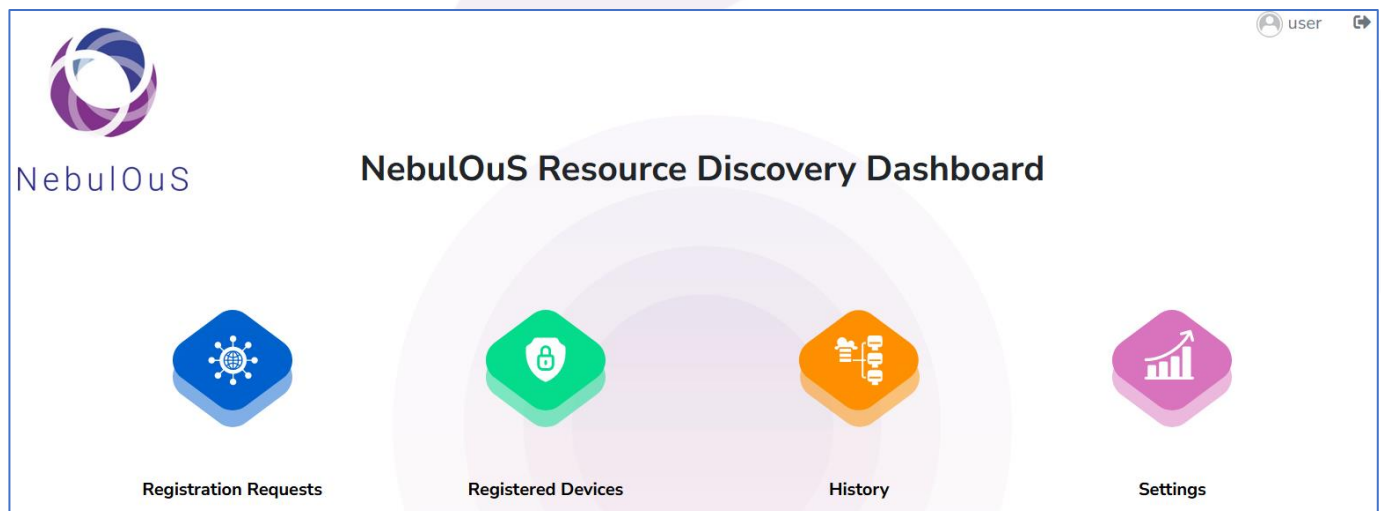 user
NebulOuS
NebulOuS Resource Discovery Dashboard
Registration Requests
Registered Devices
History
Settings